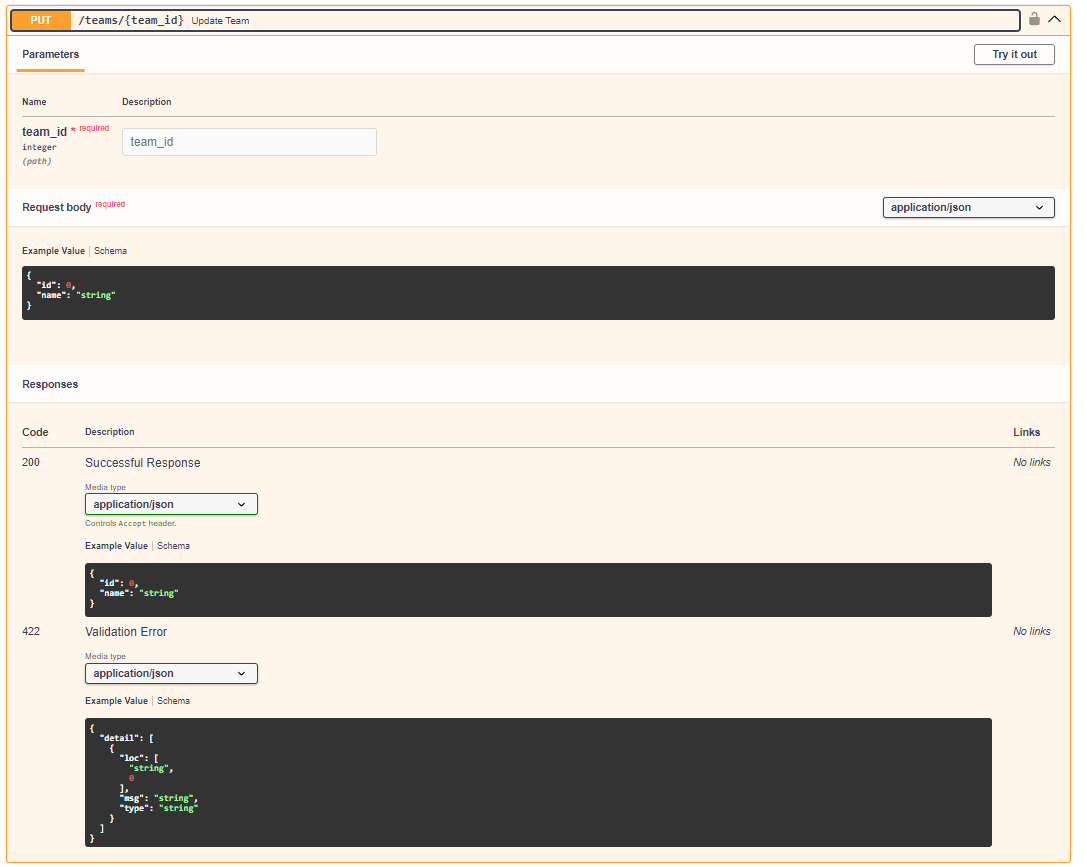 PUT /teams/{team_id} Update Team
Parameters
Try it out
Name Description
team_id * required
integer
(path)
team_id
Request body required
application/json
Example Value | Schema
{
  "id": 0,
  "name": "string"
}
Responses
Code Description Links
200 Successful Response No links
Media type
application/json
Controls Accept header.
Example Value | Schema
{
  "id": 0,
  "name": "string"
}
422 Validation Error No links
Media type
application/json
Example Value | Schema
{
  "detail": [
    {
      "loc": [
        "string",
        0
      ],
      "msg": "string",
      "type": "string"
    }
  ]
}